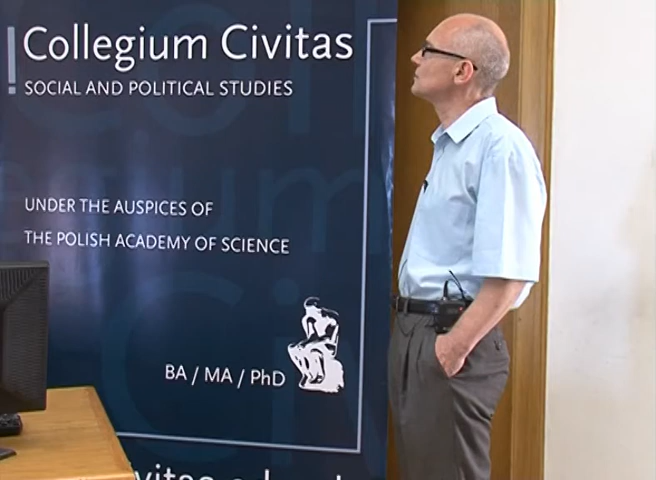 Collegium Civitas
SOCIAL AND POLITICAL STUDIES
UNDER THE AUSPICES OF
THE POLISH ACADEMY OF SCIENCE
BA / MA / PhD